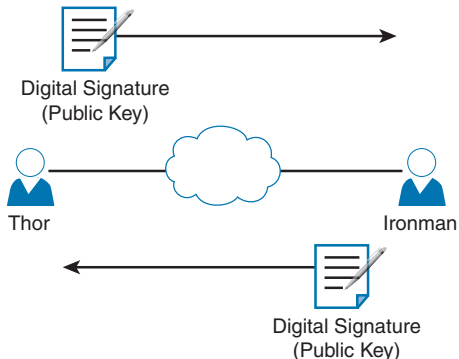 Digital Signature
(Public Key)
Thor
Ironman
Digital Signature
(Public Key)